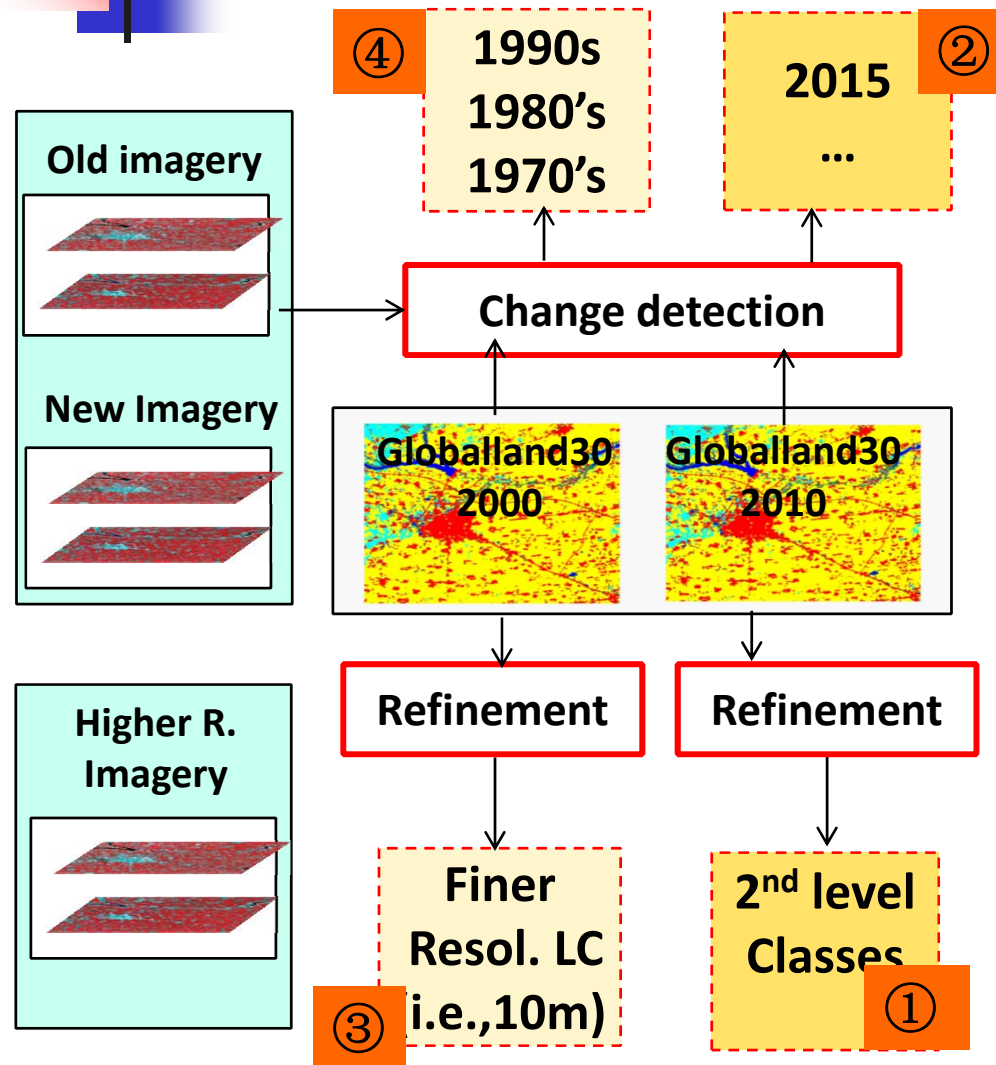 ④
1990s
1980's
1970's
②
2015
...
Old imagery
New Imagery
Change detection
Globalland30
2000
Globalland30
2010
Refinement
Refinement
Higher R.
Imagery
Finer
Resol. LC
(i.e.,10m)
③
2nd level
Classes
①